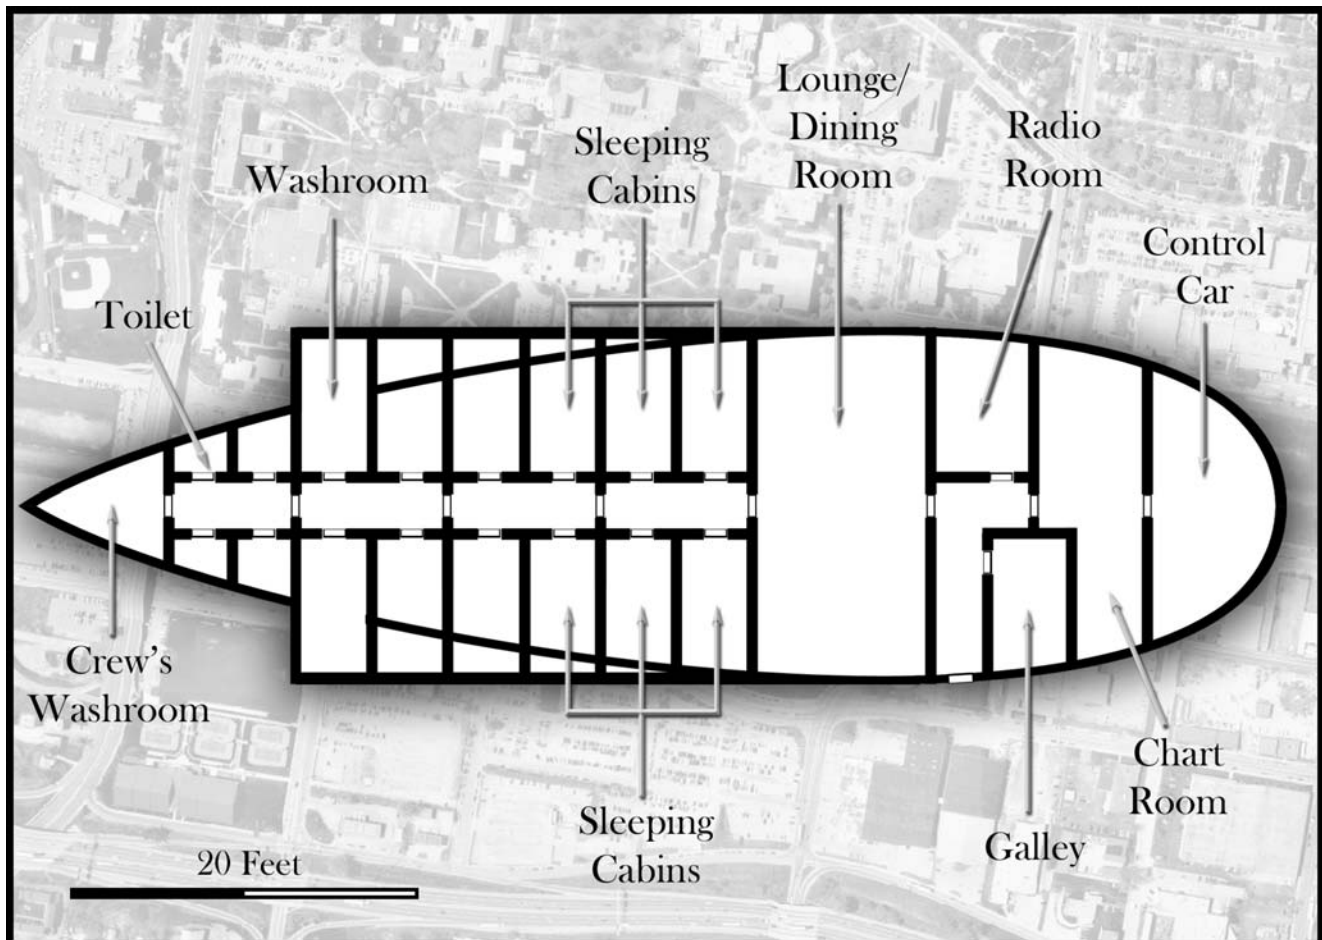 Lounge/
Dining
Room
Radio
Room
Sleeping
Cabins
Washroom
Control
Car
Toilet
Crew's
Washroom
Chart
Room
Sleeping
Cabins
Galley
20 Feet